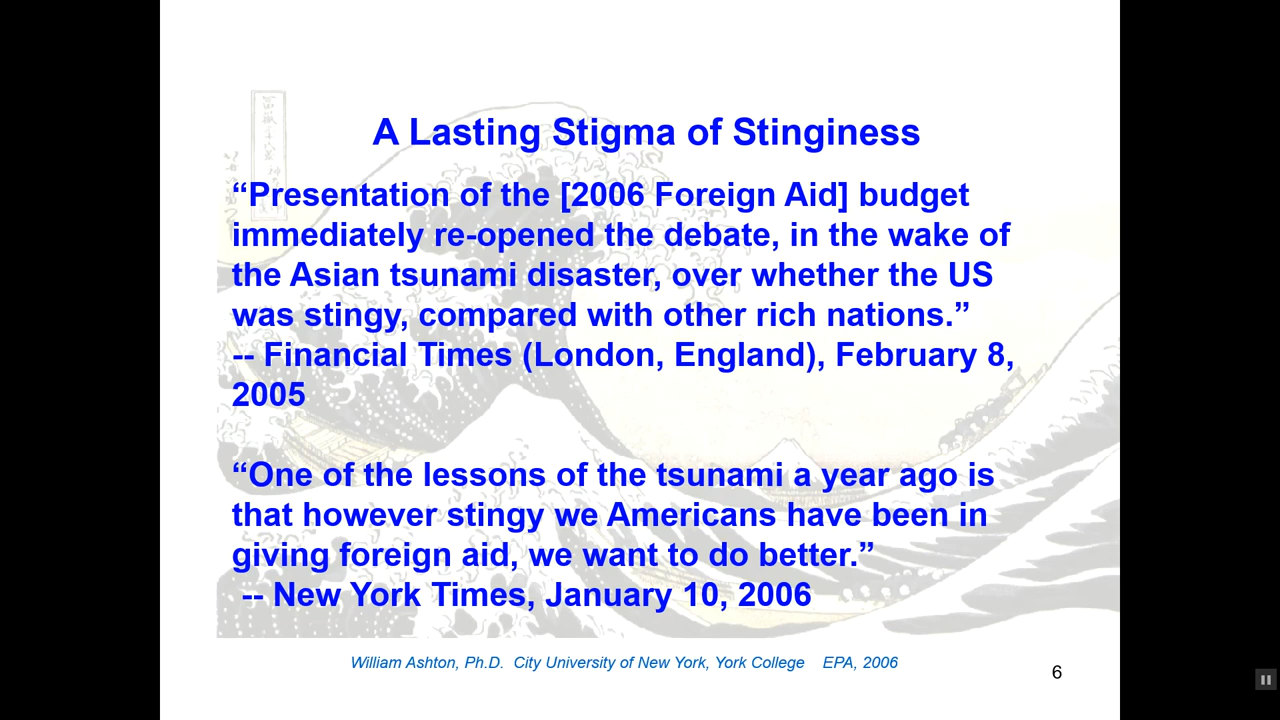 A Lasting Stigma of Stinginess
“Presentation of the [2006 Foreign Aid] budget
immediately re-opened the debate, in the wake of
the Asian tsunami disaster, over whether the US
was stingy, compared with other rich nations.”
-- Financial Times (London, England), February 8,
2005
“One of the lessons of the tsunami a year ago is
that however stingy we Americans have been in
giving foreign aid, we want to do better.”
-- New York Times, January 10, 2006
William Ashton, Ph.D. City University of New York, York College EPA, 2006
6